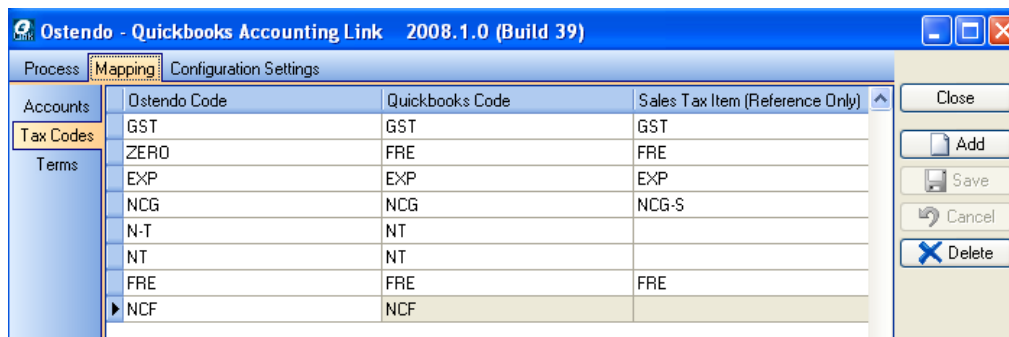 Ostendo - Quickbooks Accounting Link 2008.1.0 (Build 39)
Process Mapping Configuration Settings
Accounts
Tax Codes
Terms
Ostendo Code Quickbooks Code Sales Tax Item (Reference Only)
GST GST GST
ZERO FRE FRE
EXP EXP EXP
NCG NCG NCG-S
N-T NT
NT NT
FRE FRE FRE
NCF NCF
Close
Add
Save
Cancel
Delete